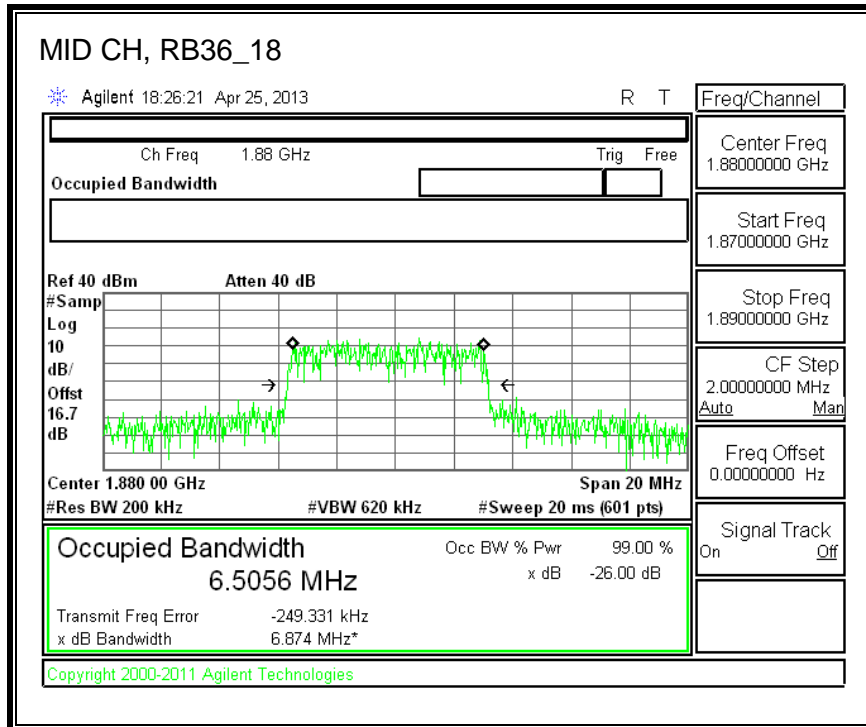 MID CH, RB36_18
Agilent 18:26:21 Apr 25, 2013 R T
Freq/Channel
Ch Freq 1.88 GHz Trig Free
Occupied Bandwidth
Center Freq
1.88000000 GHz
Start Freq
1.87000000 GHz
Stop Freq
1.89000000 GHz
CF Step
2.00000000 MHz
Auto Man
Freq Offset
0.00000000 Hz
Signal Track
On Off
Ref 40 dBm Atten 40 dB
#Samp
Log
10
dB/
Offst
16.7
dB
Center 1.880 00 GHz Span 20 MHz
#Res BW 200 kHz #VBW 620 kHz #Sweep 20 ms (601 pts)
Occupied Bandwidth Occ BW % Pwr 99.00 %
6.5056 MHz x dB -26.00 dB
Transmit Freq Error -249.331 kHz
x dB Bandwidth 6.874 MHz*
Copyright 2000-2011 Agilent Technologies